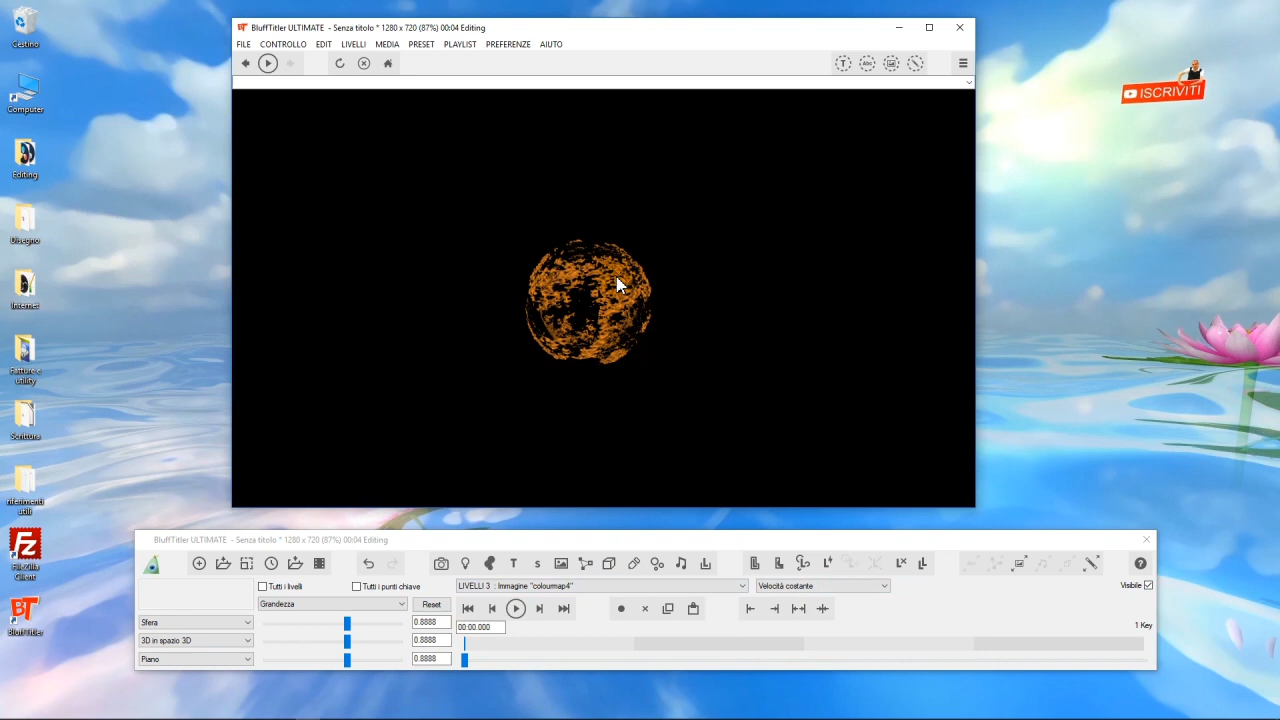 Cestino
Computer
Editing
Disegno
Internet
Fatture e
utility
Scrittura
riferimenti
utili
FileZilla
Client
BluffTitler
BluffTitler ULTIMATE - Senza titolo * 1280 x 720 (87%) 00:04 Editing
FILE CONTROLLO EDIT LIVELLI MEDIA PRESET PLAYLIST PREFERENZE AIUTO
ISCRIVITI
BluffTitler ULTIMATE - Senza titolo * 1280 x 720 (87%) 00:04 Editing
Tutti i livelli Tutti i punti chiave LIVELLI 3 : Immagine "colourmap4" Velocità costante Visibile
Grandezza Reset
Sfera 0.8888 00:00.000 1 Key
3D in spazio 3D 0.8888
Piano 0.8888